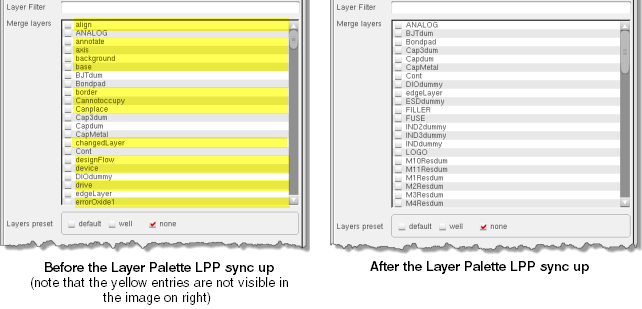 Layer Filter
Merge layers
align
ANALOG
annotate
axis
background
base
BJTdum
Bondpad
border
Cannotoccupy
Canplace
Cap3dum
Capdum
CapMetal
changedLayer
Cont
designFlow
device
DIOdummy
drive
edgeLayer
errorOxide1
Layers preset
default
well
none
Before the Layer Palette LPP sync up
(note that the yellow entries are not visible in
the image on right)
Layer Filter
Merge layers
ANALOG
BJTdum
Bondpad
Cap3dum
Capdum
CapMetal
Cont
DIOdummy
edgeLayer
ESDdummy
FILLER
FUSE
IND2dummy
IND3dummy
INDdummy
LOGO
M10Resdum
M11Resdum
M1Resdum
M2Resdum
M3Resdum
M4Resdum
Layers preset
default
well
none
After the Layer Palette LPP sync up